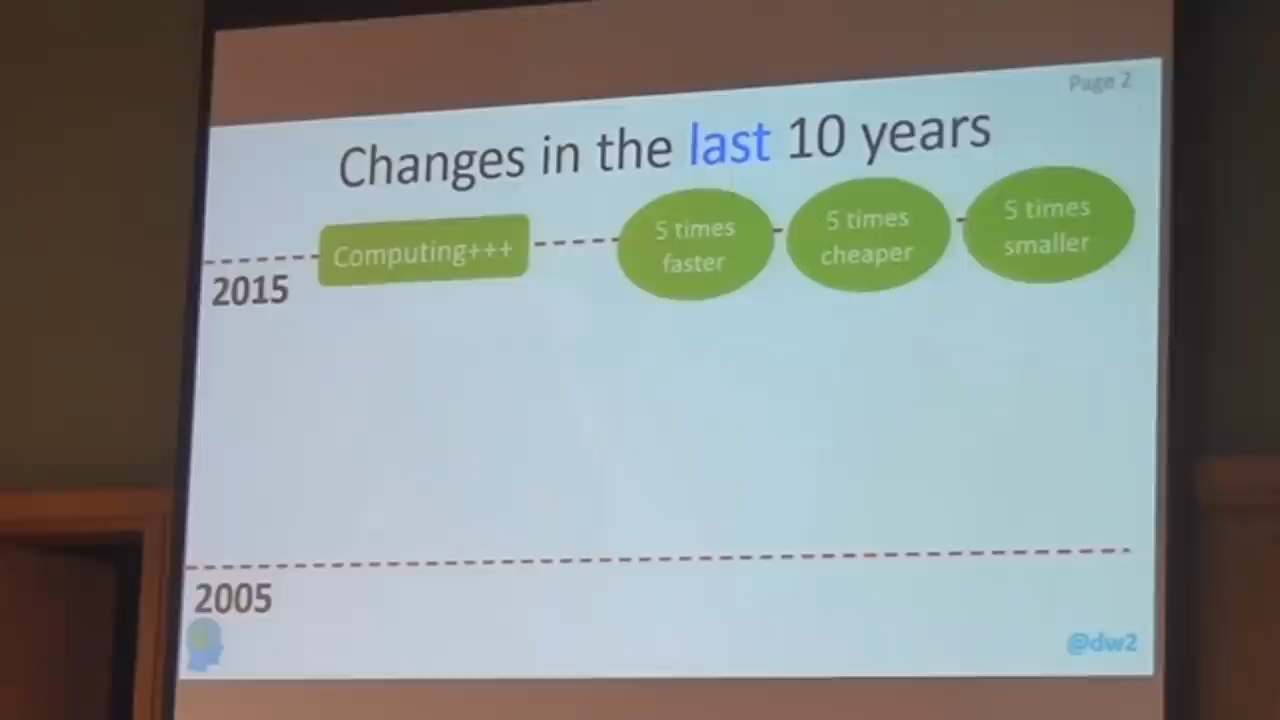 Page 2
Changes in the last 10 years
Computing+++
5 times
faster
5 times
cheaper
5 times
smaller
2015
2005
@dw2